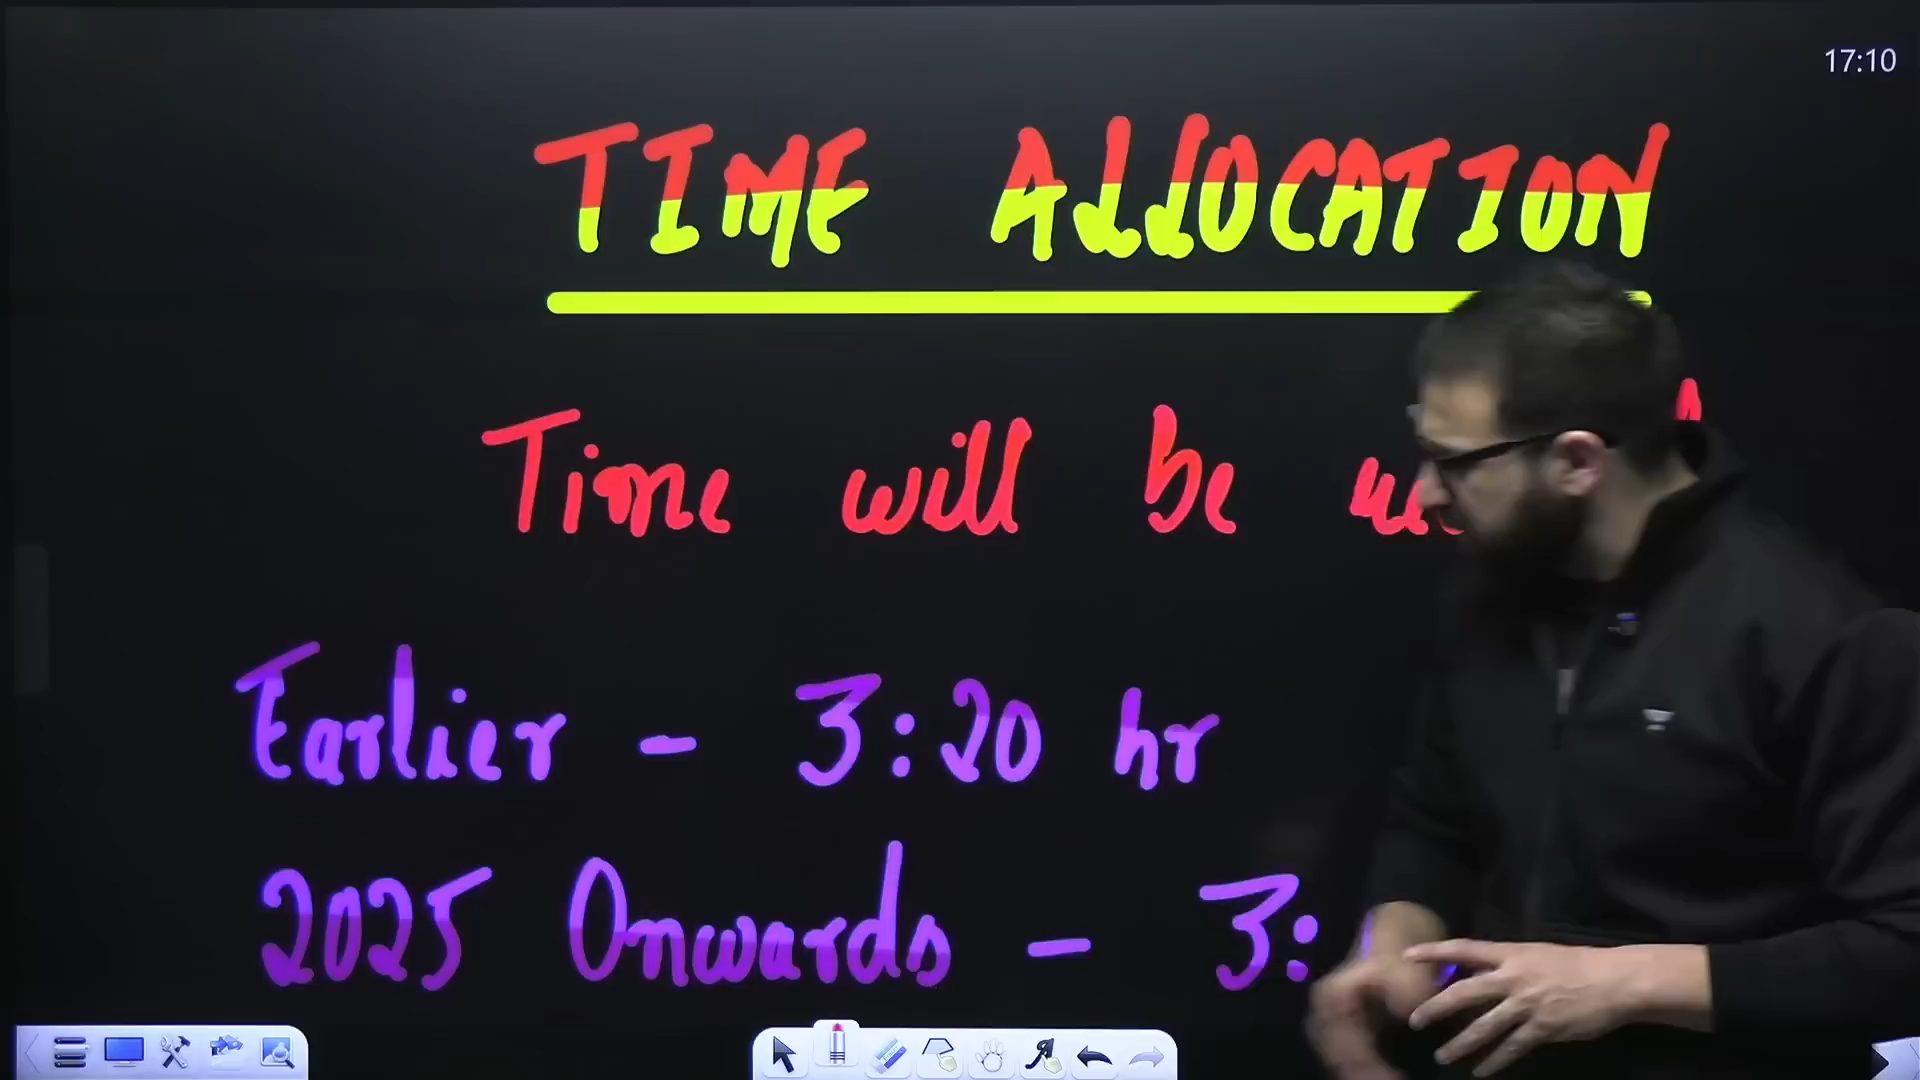 17:10
TIME ALLOCATION
Time will be
Earlier - 3:20 hr
2025 Onwards - 3: